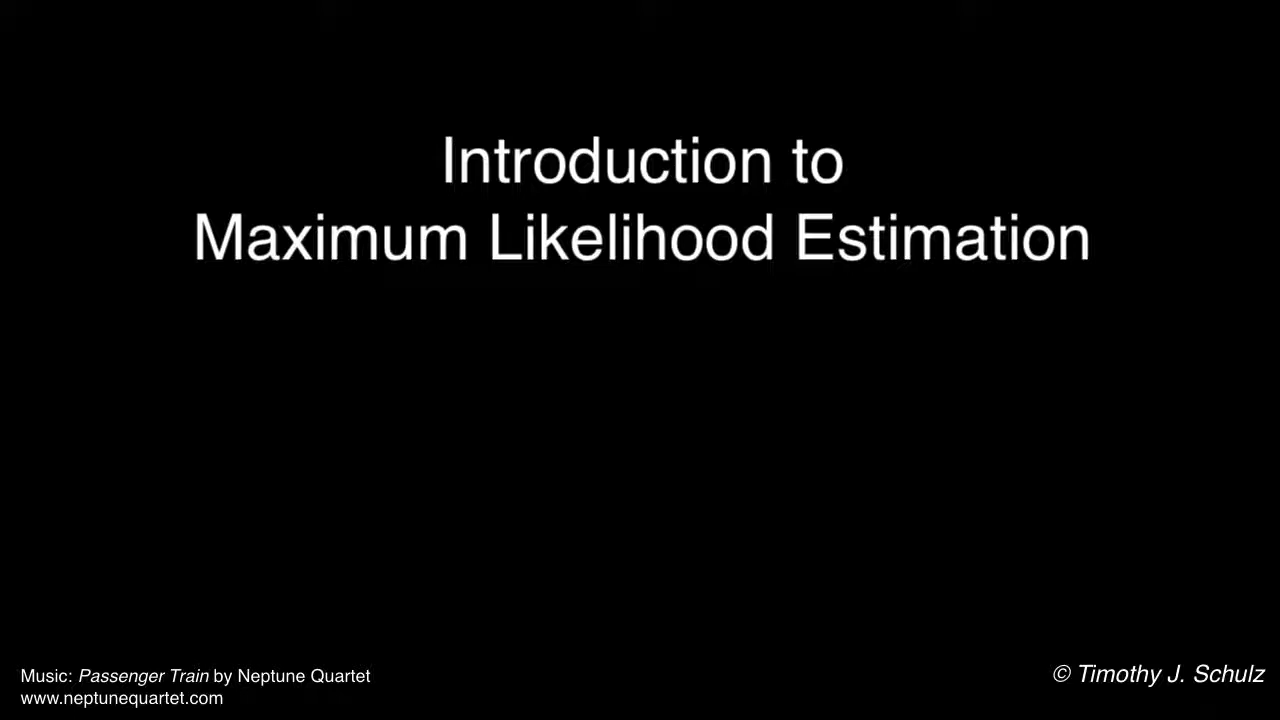 Introduction to
Maximum Likelihood Estimation
Music: Passenger Train by Neptune Quartet
www.neptunequartet.com
© Timothy J. Schulz